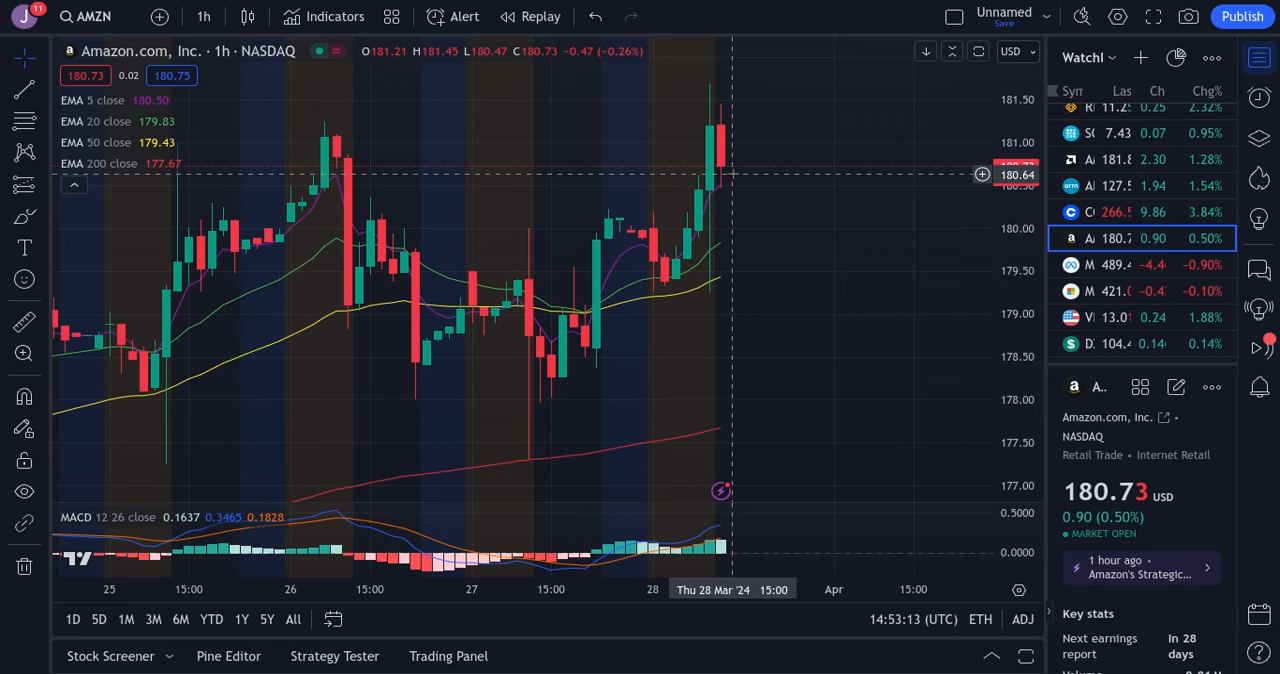 J 11 AMZN 1h Indicators Alert Replay Unnamed Save Publish
Amazon.com, Inc. · 1h · NASDAQ O181.21 H181.45 L180.47 C180.73 −0.47 (−0.26%) USD
180.73 0.02 180.75
EMA 5 close 180.50
EMA 20 close 179.83
EMA 50 close 179.43
EMA 200 close 177.67
181.50
181.00
180.64
180.00
179.50
179.00
178.50
178.00
177.50
177.00
MACD 12 26 close 0.1637 0.3465 0.1828
0.5000
0.0000
25 15:00 26 15:00 27 15:00 28 Thu 28 Mar '24 15:00 Apr 15:00
1D 5D 1M 3M 6M YTD 1Y 5Y All 14:53:13 (UTC) ETH ADJ
Stock Screener Pine Editor Strategy Tester Trading Panel
Watchl
Syr Las Ch Chg%
0.25 2.32%
7.43 0.07 0.95%
181.8 2.30 1.28%
127.5 1.94 1.54%
266.5 9.86 3.84%
180.7 0.90 0.50%
M 489.4 −4.4 −0.90%
M 421.0 −0.4 −0.10%
13.01 0.24 1.88%
104.4 0.14 0.14%
A..
Amazon.com, Inc. •
NASDAQ
Retail Trade • Internet Retail
180.73 USD
0.90 (0.50%)
MARKET OPEN
1 hour ago •
Amazon's Strategic...
Key stats
Next earnings report
In 28 days